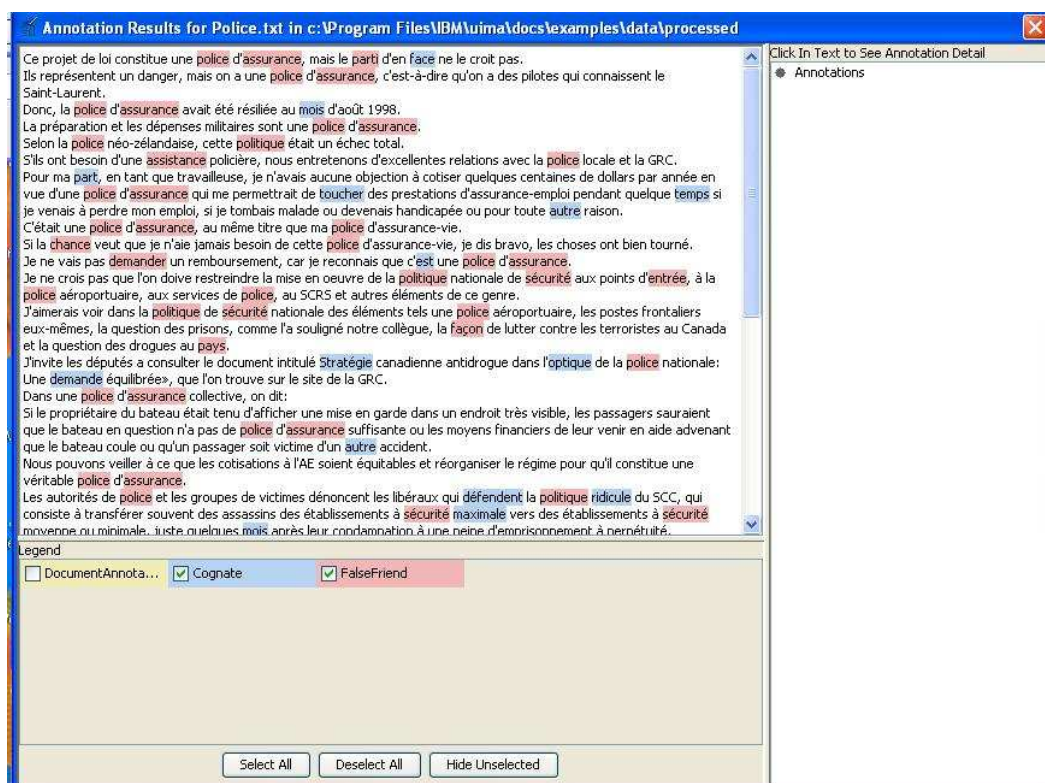 Annotation Results for Police.txt in c:\Program Files\IBM\uima\docs\examples\data\processed
Ce projet de loi constitue une police d'assurance, mais le parti d'en face ne le croit pas.
Ils représentent un danger, mais on a une police d'assurance, c'est-à-dire qu'on a des pilotes qui connaissent le
Saint-Laurent.
Donc, la police d'assurance avait été résiliée au mois d'août 1998.
La préparation et les dépenses militaires sont une police d'assurance.
Selon la police néo-zélandaise, cette politique était un échec total.
S'ils ont besoin d'une assistance policière, nous entretenons d'excellentes relations avec la police locale et la GRC.
Pour ma part, en tant que travailleuse, je n'avais aucune objection à cotiser quelques centaines de dollars par année en
vue d'une police d'assurance qui me permettrait de toucher des prestations d'assurance-emploi pendant quelque temps si
je venais à perdre mon emploi, si je tombais malade ou devenais handicapée ou pour toute autre raison.
C'était une police d'assurance, au même titre que ma police d'assurance-vie.
Si la chance veut que je n'aie jamais besoin de cette police d'assurance-vie, je dis bravo, les choses ont bien tourné.
Je ne vais pas demander un remboursement, car je reconnais que c'est une police d'assurance.
Je ne crois pas que l'on doive restreindre la mise en oeuvre de la politique nationale de sécurité aux points d'entrée, à la
police aéroportuaire, aux services de police, au SCRS et autres éléments de ce genre.
J'aimerais voir dans la politique de sécurité nationale des éléments tels une police aéroportuaire, les postes frontaliers
eux-mêmes, la question des prisons, comme l'a souligné notre collègue, la façon de lutter contre les terroristes au Canada
et la question des drogues au pays.
J'invite les députés a consulter le document intitulé Stratégie canadienne antidrogue dans l'optique de la police nationale:
Une demande équilibrée», que l'on trouve sur le site de la GRC.
Dans une police d'assurance collective, on dit:
Si le propriétaire du bateau était tenu d'afficher une mise en garde dans un endroit très visible, les passagers sauraient
que le bateau en question n'a pas de police d'assurance suffisante ou les moyens financiers de leur venir en aide advenant
que le bateau coule ou qu'un passager soit victime d'un autre accident.
Nous pouvons veiller à ce que les cotisations à l'AE soient équitables et réorganiser le régime pour qu'il constitue une
véritable police d'assurance.
Les autorités de police et les groupes de victimes dénoncent les libéraux qui défendent la politique ridicule du SCC, qui
consiste à transférer souvent des assassins des établissements à sécurité maximale vers des établissements à sécurité
moyenne ou minimale, juste quelques mois après leur condamnation à une peine d'emprisonnement à perpétuité.
Click In Text to See Annotation Detail
Annotations
Legend
DocumentAnnota... Cognate FalseFriend
Select All Deselect All Hide Unselected